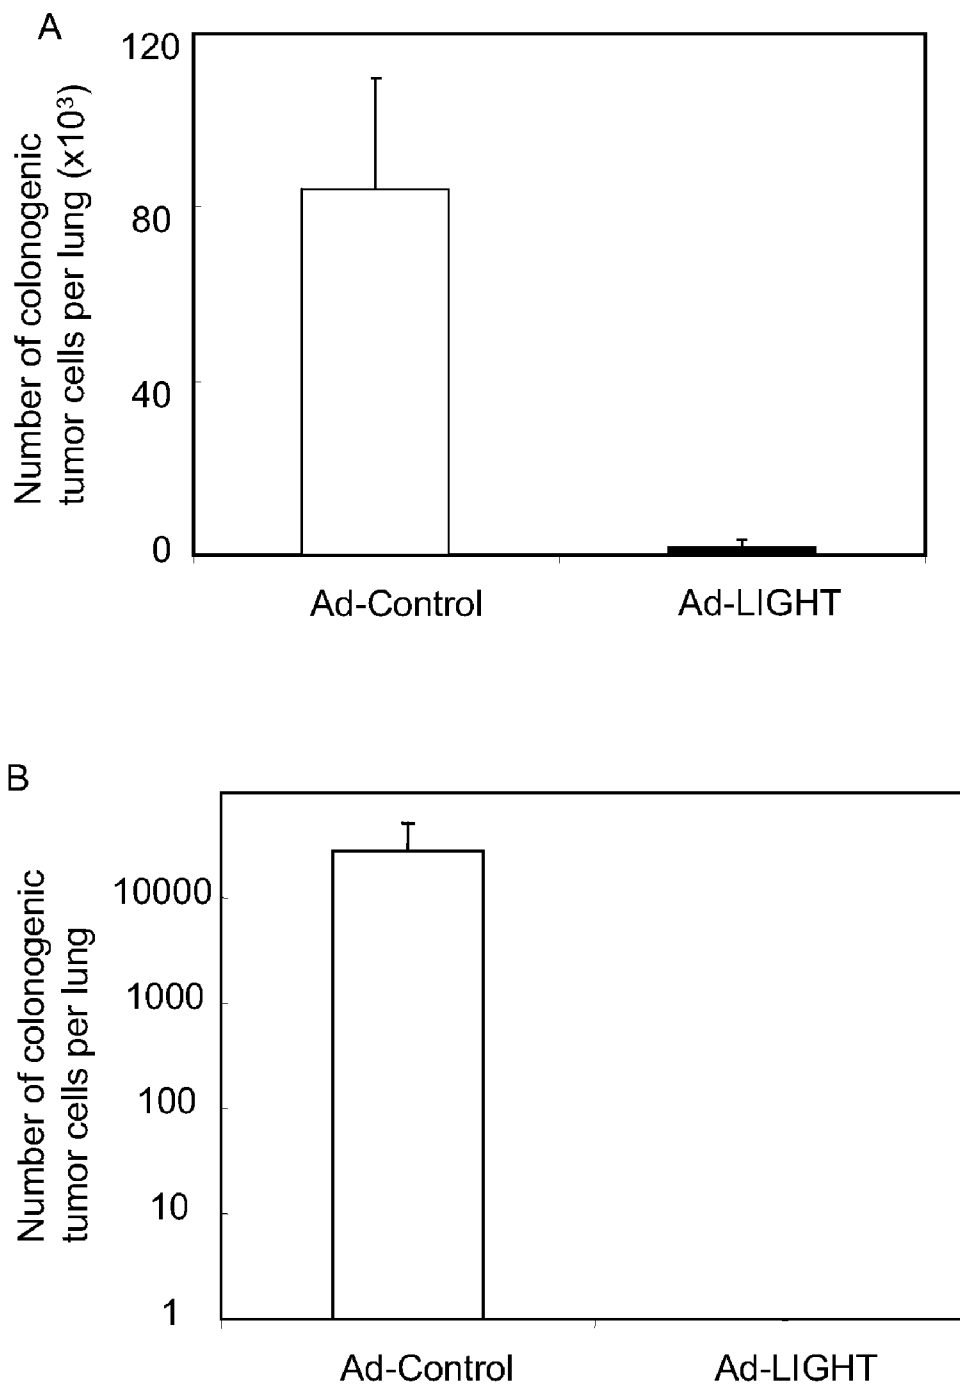 A
Number of colonogenic
tumor cells per lung (x10³)
120
80
40
0
Ad-Control Ad-LIGHT
B
Number of colonogenic
tumor cells per lung
10000
1000
100
10
1
Ad-Control Ad-LIGHT